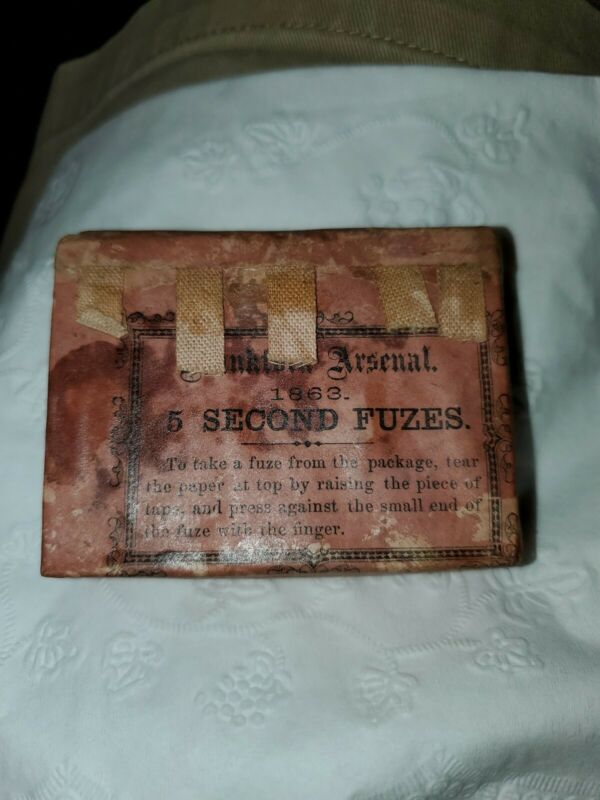 Frankford Arsenal.
1863.
5 SECOND FUZES.
To take a fuze from the package, tear
the paper at top by raising the piece of
tape, and press against the small end of
the fuze with the finger.